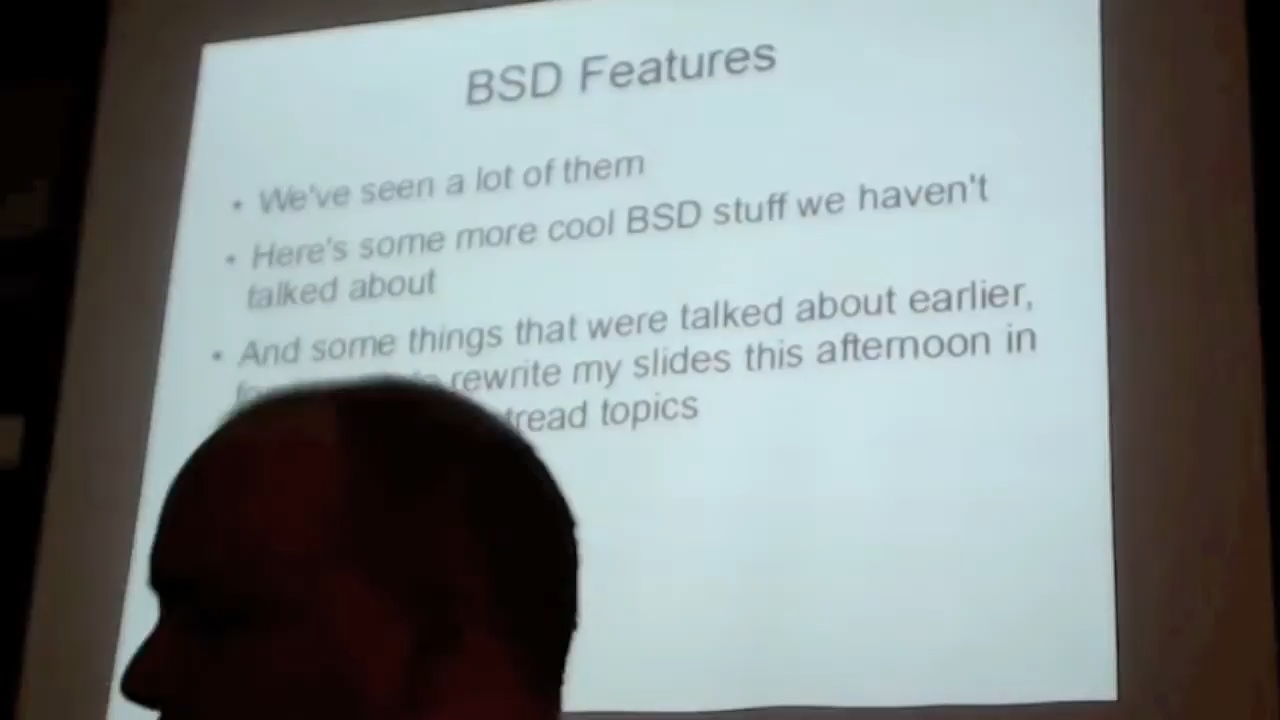 BSD Features
• We've seen a lot of them
• Here's some more cool BSD stuff we haven't
talked about
• And some things that were talked about earlier,
rewrite my slides this afternoon in
topics